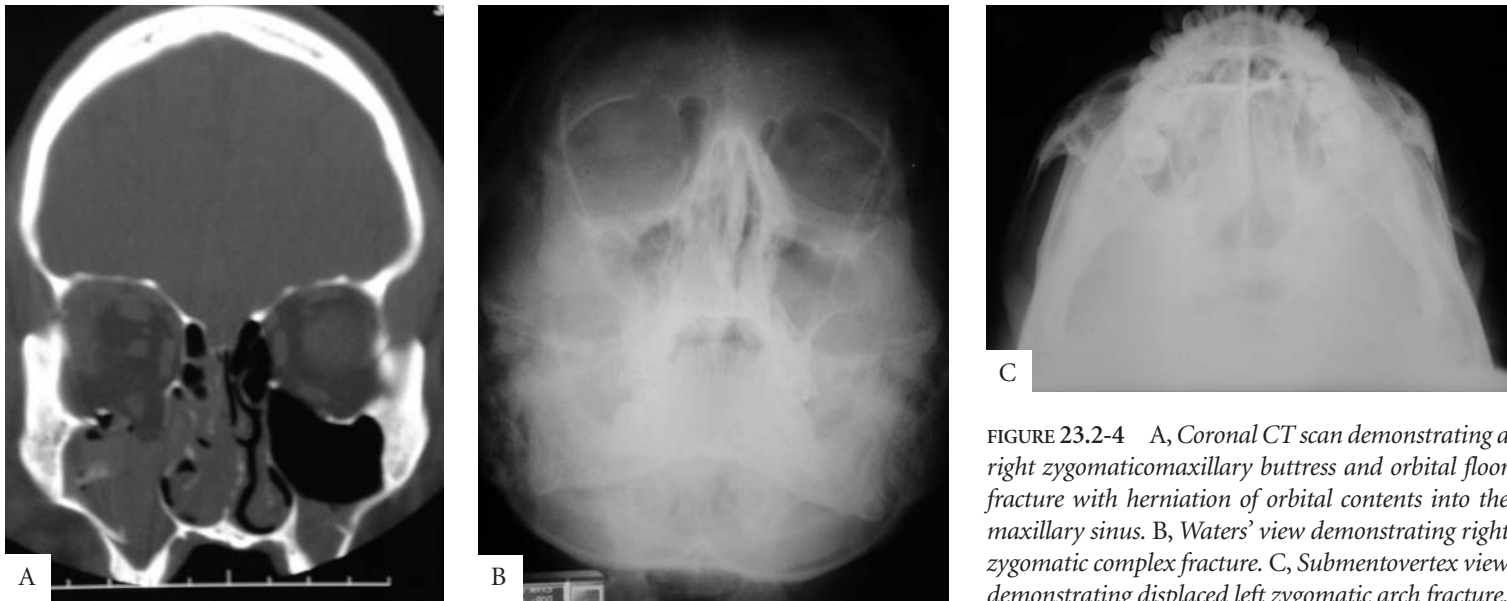 A
B
C
FIGURE 23.2-4 A, Coronal CT scan demonstrating a
right zygomaticomaxillary buttress and orbital floor
fracture with herniation of orbital contents into the
maxillary sinus. B, Waters' view demonstrating right
zygomatic complex fracture. C, Submentovertex view
demonstrating displaced left zygomatic arch fracture.